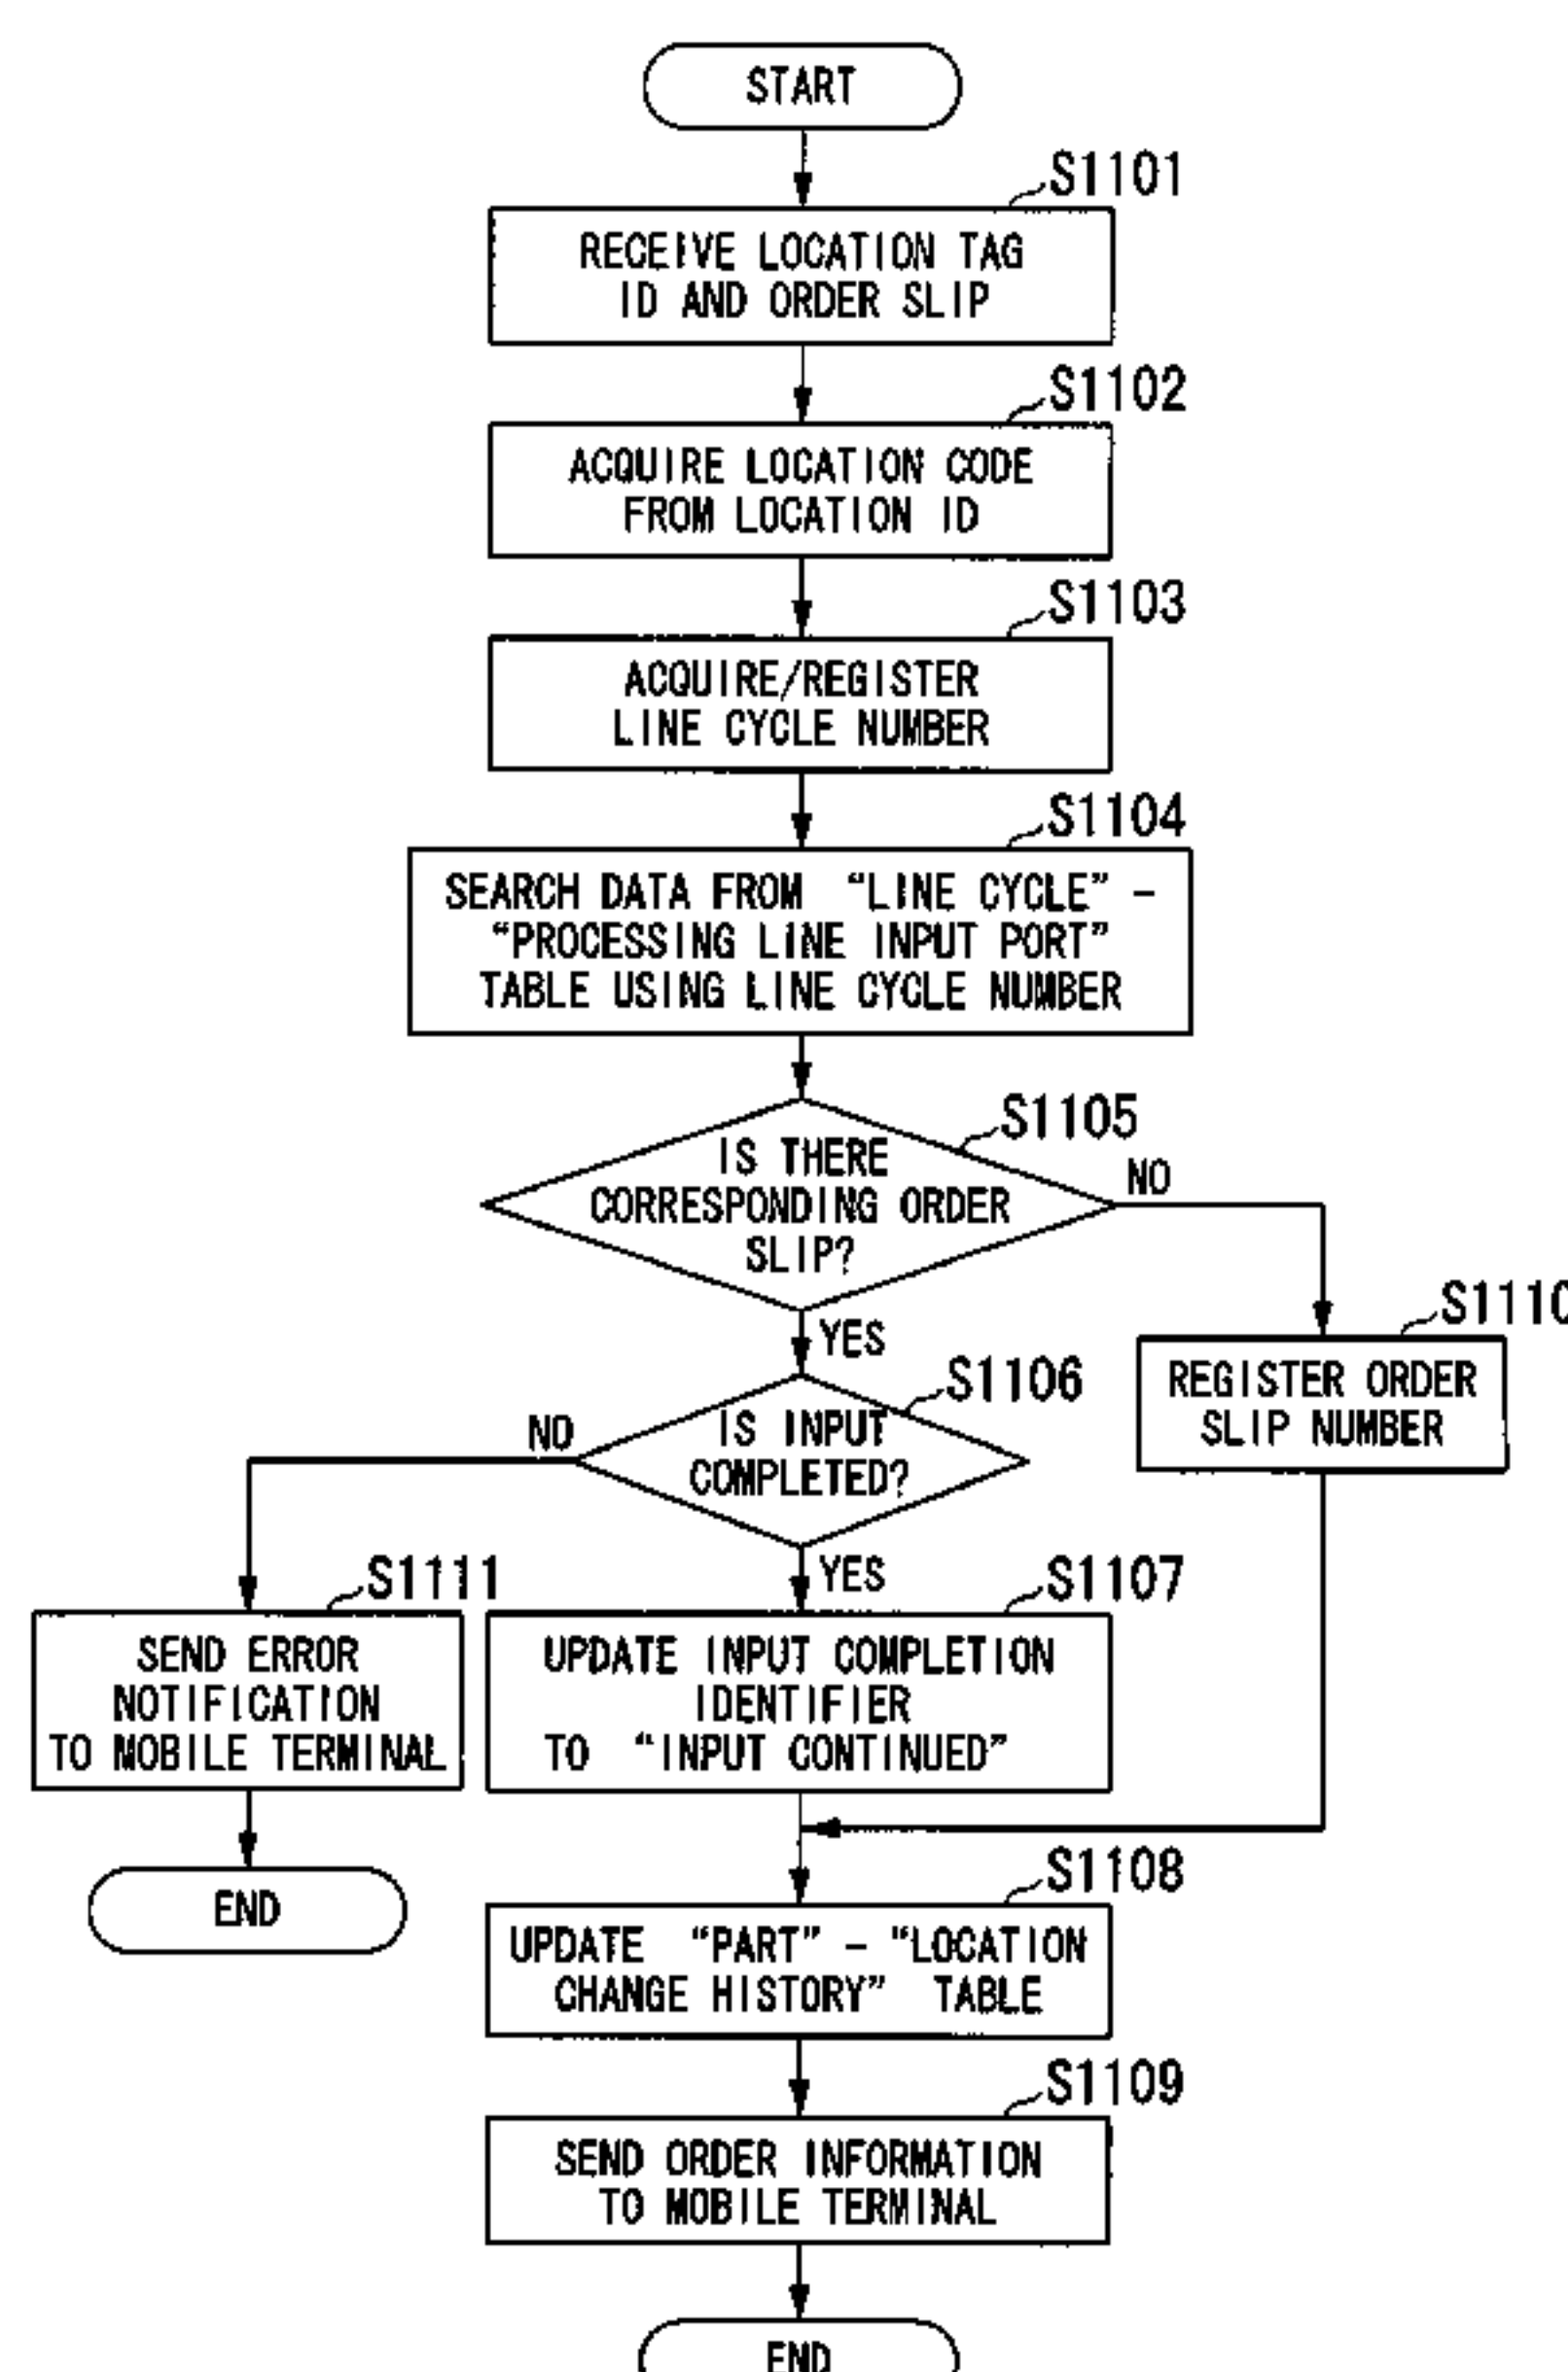 START
S1101
RECEIVE LOCATION TAG
ID AND ORDER SLIP
S1102
ACQUIRE LOCATION CODE
FROM LOCATION ID
S1103
ACQUIRE/REGISTER
LINE CYCLE NUMBER
S1104
SEARCH DATA FROM “LINE CYCLE” –
“PROCESSING LINE INPUT PORT”
TABLE USING LINE CYCLE NUMBER
S1105
IS THERE
CORRESPONDING ORDER
SLIP?
NO
YES
S1110
REGISTER ORDER
SLIP NUMBER
S1106
IS INPUT
COMPLETED?
NO
YES
S1111
SEND ERROR
NOTIFICATION
TO MOBILE TERMINAL
END
S1107
UPDATE INPUT COMPLETION
IDENTIFIER
TO “INPUT CONTINUED”
S1108
UPDATE “PART” – “LOCATION
CHANGE HISTORY” TABLE
S1109
SEND ORDER INFORMATION
TO MOBILE TERMINAL
END